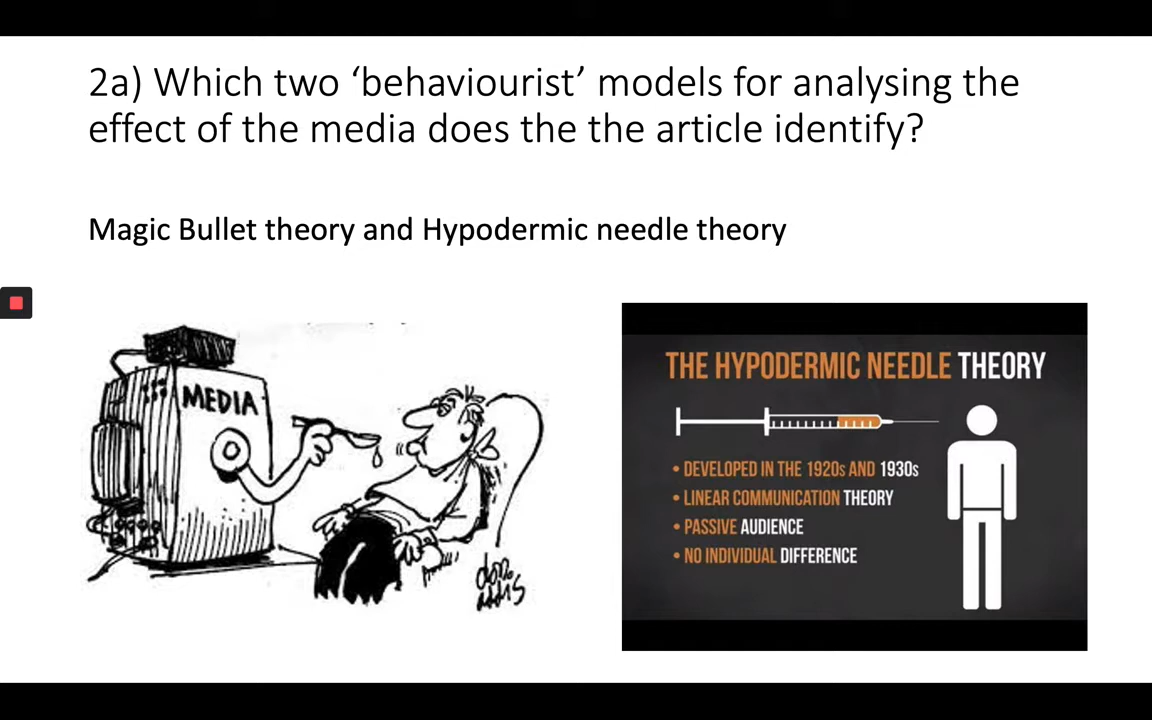 2a) Which two ‘behaviourist’ models for analysing the
effect of the media does the the article identify?
Magic Bullet theory and Hypodermic needle theory
MEDIA
don
addis
THE HYPODERMIC NEEDLE THEORY
• DEVELOPED IN THE 1920s AND 1930s
• LINEAR COMMUNICATION THEORY
• PASSIVE AUDIENCE
• NO INDIVIDUAL DIFFERENCE